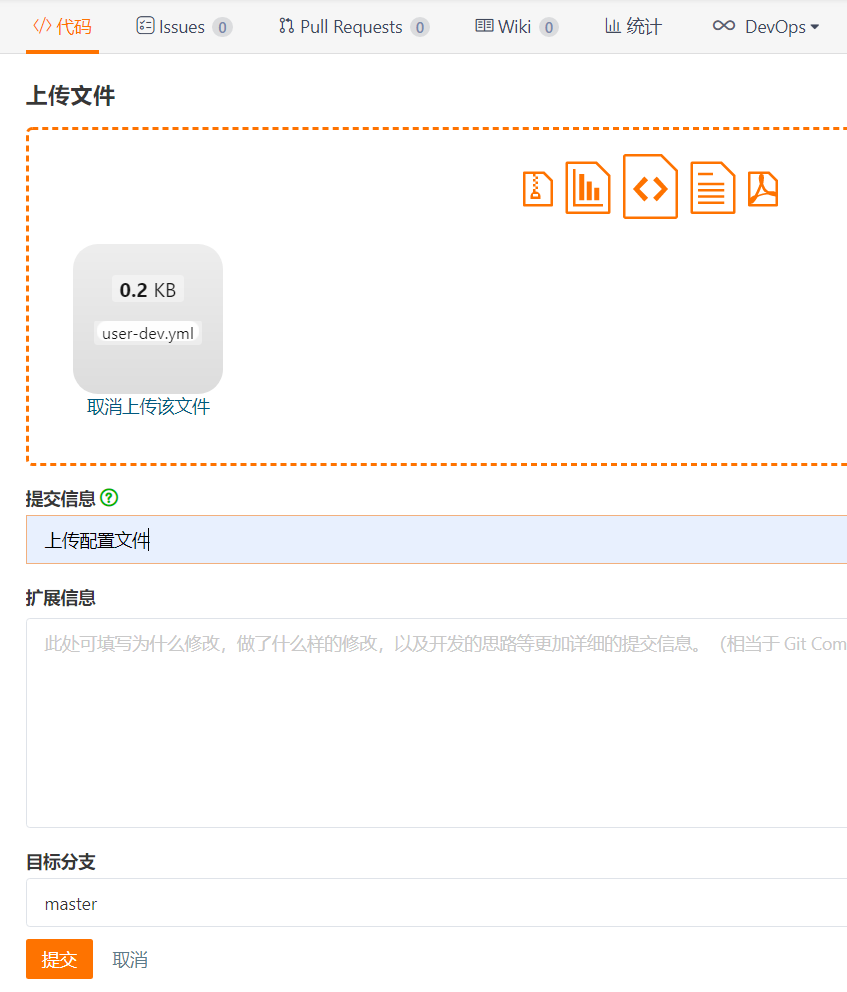 代码 Issues 0 Pull Requests 0 Wiki 0 统计 DevOps
上传文件
0.2 KB
user-dev.yml
取消上传该文件
提交信息
上传配置文件
扩展信息
此处可填写为什么修改，做了什么样的修改，以及开发的思路等更加详细的提交信息。（相当于 Git Com
目标分支
master
提交 取消